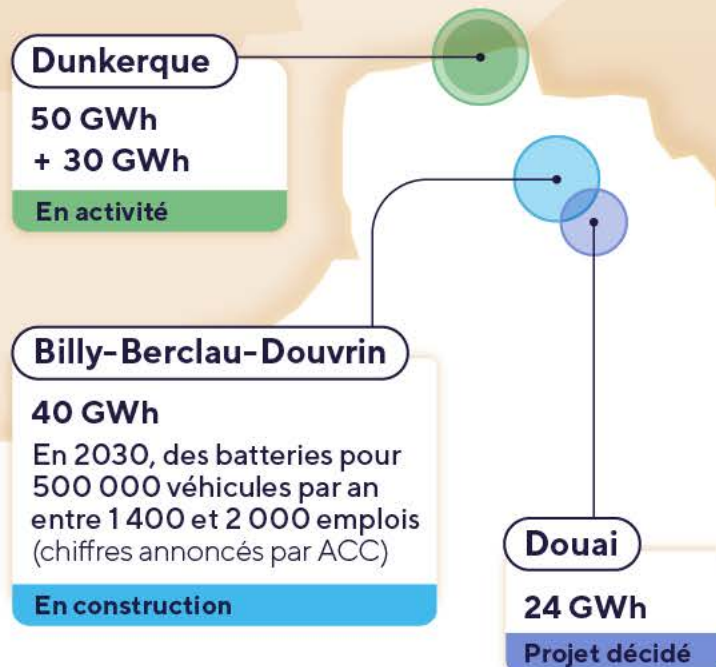 Dunkerque
50 GWh
+ 30 GWh
En activité
Billy-Berclau-Douvrin
40 GWh
En 2030, des batteries pour
500 000 véhicules par an
entre 1 400 et 2 000 emplois
(chiffres annoncés par ACC)
En construction
Douai
24 GWh
Projet décidé